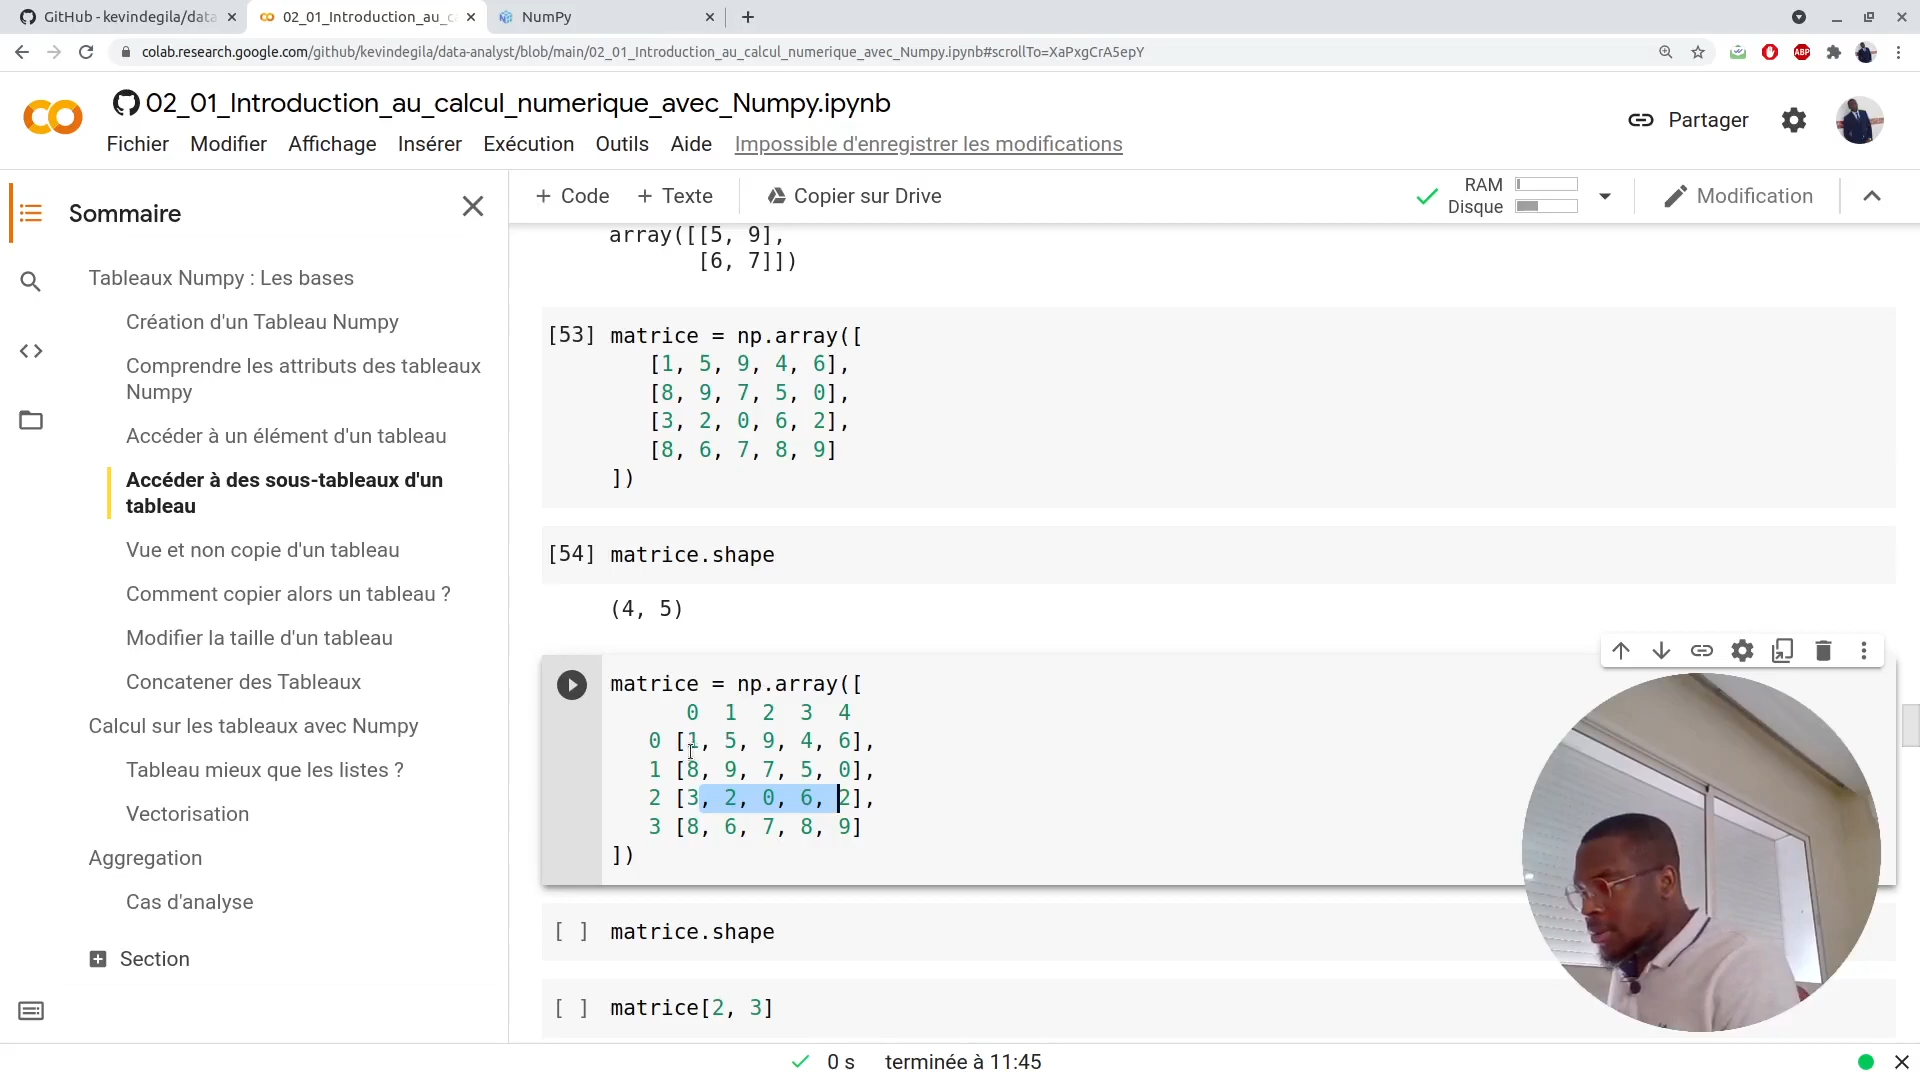 GitHub - kevindegila/data
02_01_Introduction_au_c
NumPy
colab.research.google.com/github/kevindegila/data-analyst/blob/main/02_01_Introduction_au_calcul_numerique_avec_Numpy.ipynb#scrollTo=XaPxgCrA5epY
ABP
02_01_Introduction_au_calcul_numerique_avec_Numpy.ipynb
Partager
Fichier Modifier Affichage Insérer Exécution Outils Aide Impossible d'enregistrer les modifications
+ Code + Texte Copier sur Drive
RAM
Disque
Modification
Sommaire
Tableaux Numpy : Les bases
Création d'un Tableau Numpy
Comprendre les attributs des tableaux
Numpy
Accéder à un élément d'un tableau
Accéder à des sous-tableaux d'un
tableau
Vue et non copie d'un tableau
Comment copier alors un tableau ?
Modifier la taille d'un tableau
Concatener des Tableaux
Calcul sur les tableaux avec Numpy
Tableau mieux que les listes ?
Vectorisation
Aggregation
Cas d'analyse
Section
array([[5, 9],
[6, 7]])
[53] matrice = np.array([
[1, 5, 9, 4, 6],
[8, 9, 7, 5, 0],
[3, 2, 0, 6, 2],
[8, 6, 7, 8, 9]
])
[54] matrice.shape
(4, 5)
matrice = np.array([
0 1 2 3 4
0 [1, 5, 9, 4, 6],
1 [8, 9, 7, 5, 0],
2 [3, 2, 0, 6, 2],
3 [8, 6, 7, 8, 9]
])
[ ] matrice.shape
[ ] matrice[2, 3]
0 s terminée à 11:45